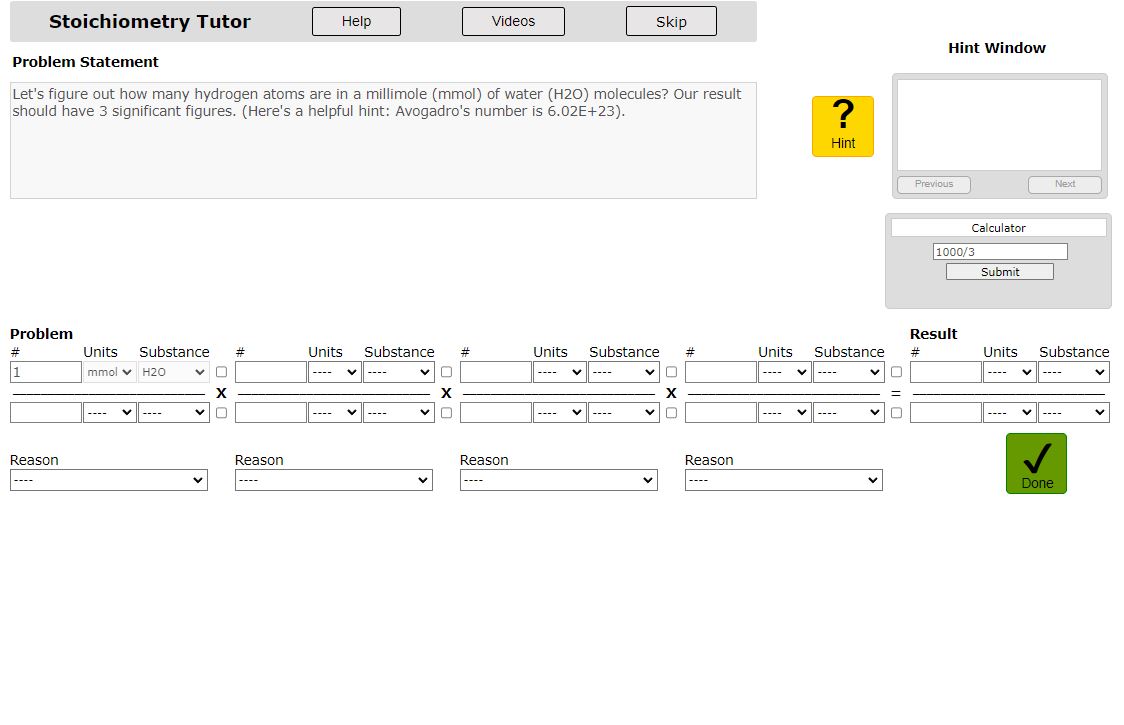 Stoichiometry Tutor Help Videos Skip
Hint Window
Problem Statement
Let's figure out how many hydrogen atoms are in a millimole (mmol) of water (H2O) molecules? Our result
should have 3 significant figures. (Here's a helpful hint: Avogadro's number is 6.02E+23).
?
Hint
Previous Next
Calculator
1000/3
Submit
Problem Result
# Units Substance # Units Substance # Units Substance # Units Substance # Units Substance
1 mmol H2O ---- ---- ---- ---- ---- ---- ---- ----
X X X =
---- ---- ---- ---- ---- ---- ---- ---- ---- ----
Reason Reason Reason Reason
---- ---- ---- ----
Done